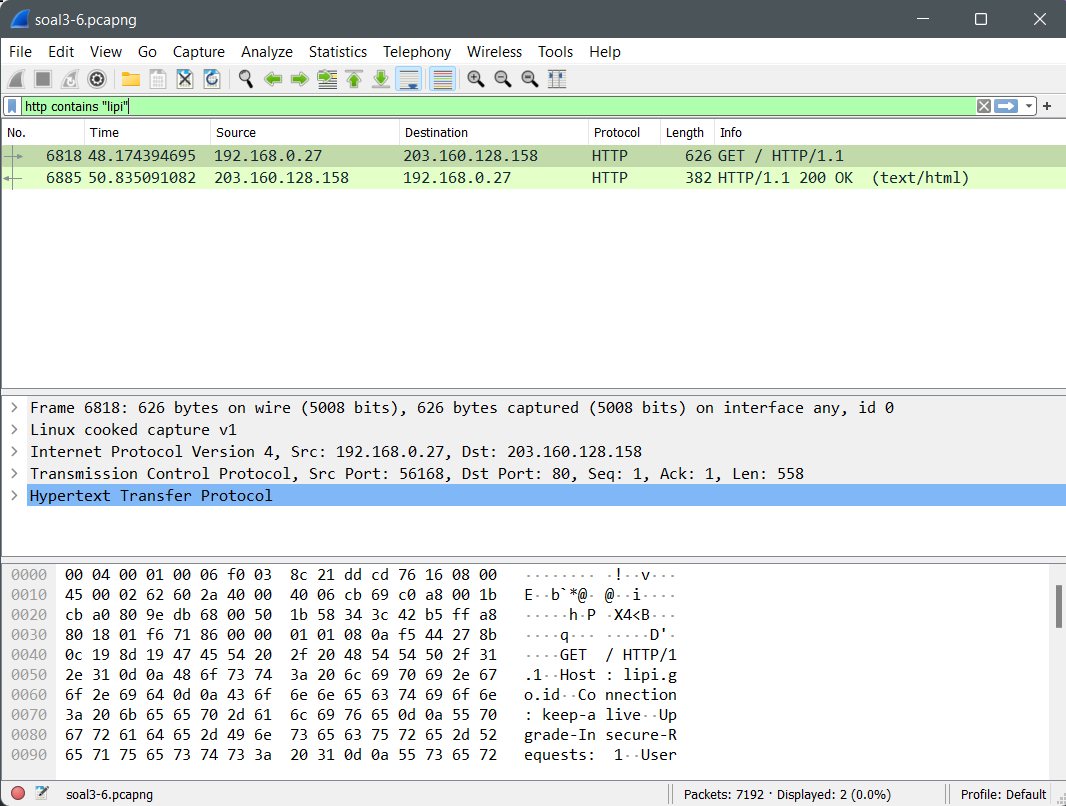 soal3-6.pcapng
File Edit View Go Capture Analyze Statistics Telephony Wireless Tools Help
http contains "lipi"
No. Time Source Destination Protocol Length Info
6818 48.174394695 192.168.0.27 203.160.128.158 HTTP 626 GET / HTTP/1.1
6885 50.835091082 203.160.128.158 192.168.0.27 HTTP 382 HTTP/1.1 200 OK (text/html)
Frame 6818: 626 bytes on wire (5008 bits), 626 bytes captured (5008 bits) on interface any, id 0
Linux cooked capture v1
Internet Protocol Version 4, Src: 192.168.0.27, Dst: 203.160.128.158
Transmission Control Protocol, Src Port: 56168, Dst Port: 80, Seq: 1, Ack: 1, Len: 558
Hypertext Transfer Protocol
0000 00 04 00 01 00 06 f0 03 8c 21 dd cd 76 16 08 00 ········ ·!··v···
0010 45 00 02 62 60 2a 40 00 40 06 cb 69 c0 a8 00 1b E··b`*@· @··i····
0020 cb a0 80 9e db 68 00 50 1b 58 34 3c 42 b5 ff a8 ·····h·P ·X4<B···
0030 80 18 01 f6 71 86 00 00 01 01 08 0a f5 44 27 8b ····q··· ·····D'·
0040 0c 19 8d 19 47 45 54 20 2f 20 48 54 54 50 2f 31 ····GET  / HTTP/1
0050 2e 31 0d 0a 48 6f 73 74 3a 20 6c 69 70 69 2e 67 .1··Host : lipi.g
0060 6f 2e 69 64 0d 0a 43 6f 6e 6e 65 63 74 69 6f 6e o.id··Co nnection
0070 3a 20 6b 65 65 70 2d 61 6c 69 76 65 0d 0a 55 70 : keep-a live··Up
0080 67 72 61 64 65 2d 49 6e 73 65 63 75 72 65 2d 52 grade-In secure-R
0090 65 71 75 65 73 74 73 3a 20 31 0d 0a 55 73 65 72 equests:  1··User
soal3-6.pcapng Packets: 7192 · Displayed: 2 (0.0%) Profile: Default